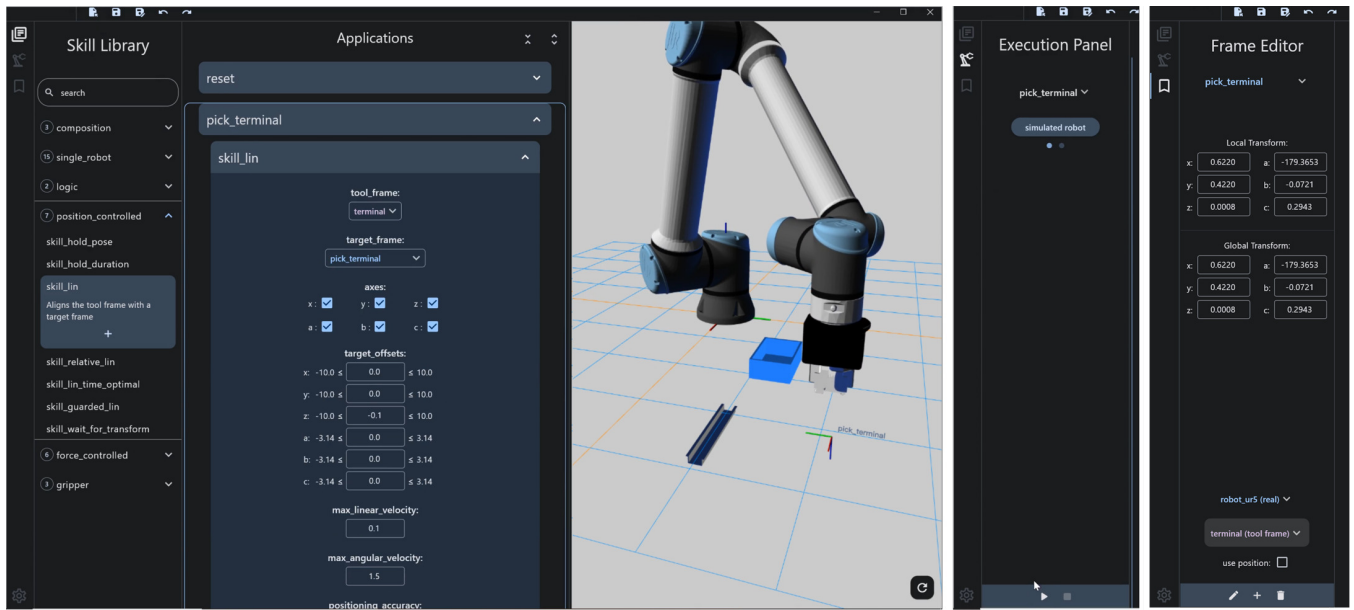 Skill Library
search
3 composition
15 single_robot
2 logic
7 position_controlled
skill_hold_pose
skill_hold_duration
skill_lin
Aligns the tool frame with a
target frame
+
skill_relative_lin
skill_lin_time_optimal
skill_guarded_lin
skill_wait_for_transform
6 force_controlled
3 gripper
Applications
reset
pick_terminal
skill_lin
tool_frame:
terminal
target_frame:
pick_terminal
axes:
x: y: z:
a: b: c:
target_offsets:
x: -10.0 ≤ 0.0 ≤ 10.0
y: -10.0 ≤ 0.0 ≤ 10.0
z: -10.0 ≤ -0.1 ≤ 10.0
a: -3.14 ≤ 0.0 ≤ 3.14
b: -3.14 ≤ 0.0 ≤ 3.14
c: -3.14 ≤ 0.0 ≤ 3.14
max_linear_velocity:
0.1
max_angular_velocity:
1.5
positioning_accuracy:
pick_terminal
Execution Panel
pick_terminal
simulated robot
Frame Editor
pick_terminal
Local Transform:
x: 0.6220 a: -179.3653
y: 0.4220 b: -0.0721
z: 0.0008 c: 0.2943
Global Transform:
x: 0.6220 a: -179.3653
y: 0.4220 b: -0.0721
z: 0.0008 c: 0.2943
robot_ur5 (real)
terminal (tool frame)
use position: